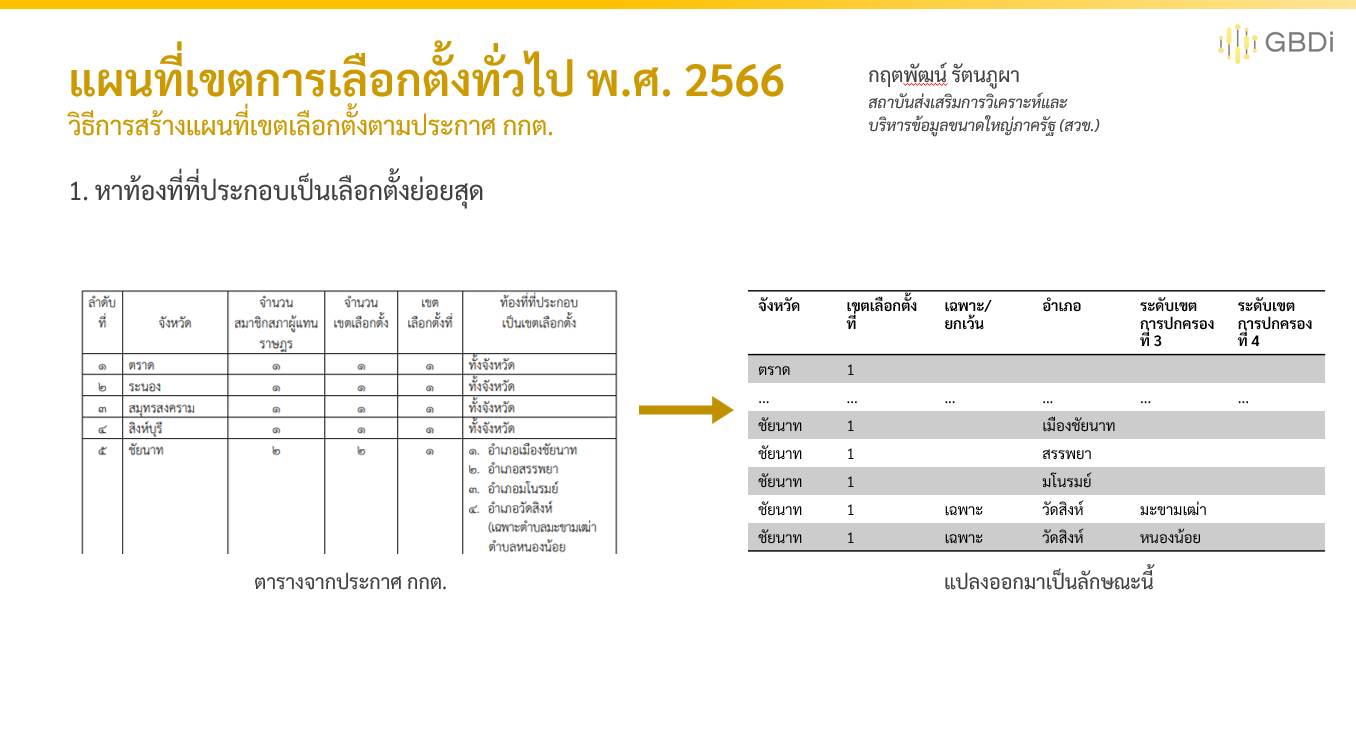 GBDi
แผนที่เขตการเลือกตั้งทั่วไป พ.ศ. 2566
วิธีการสร้างแผนที่เขตเลือกตั้งตามประกาศ กกต.
กฤตพัฒน์ รัตนภูผา
สถาบันส่งเสริมการวิเคราะห์และ
บริหารข้อมูลขนาดใหญ่ภาครัฐ (สวข.)
1. หาท้องที่ที่ประกอบเป็นเลือกตั้งย่อยสุด
ลำดับที่ จังหวัด จำนวนสมาชิกสภาผู้แทนราษฎร จำนวนเขตเลือกตั้ง เขตเลือกตั้งที่ ท้องที่ที่ประกอบเป็นเขตเลือกตั้ง
๑ ตราด ๑ ๑ ๑ ทั้งจังหวัด
๒ ระนอง ๑ ๑ ๑ ทั้งจังหวัด
๓ สมุทรสงคราม ๑ ๑ ๑ ทั้งจังหวัด
๔ สิงห์บุรี ๑ ๑ ๑ ทั้งจังหวัด
๕ ชัยนาท ๒ ๒ ๑ ๑. อำเภอเมืองชัยนาท
๒. อำเภอสรรพยา
๓. อำเภอมโนรมย์
๔. อำเภอวัดสิงห์
(เฉพาะตำบลมะขามเฒ่า
ตำบลหนองน้อย
ตารางจากประกาศ กกต.
จังหวัด เขตเลือกตั้งที่ เฉพาะ/ยกเว้น อำเภอ ระดับเขตการปกครองที่ 3 ระดับเขตการปกครองที่ 4
ตราด 1
... ... ... ... ... ...
ชัยนาท 1 เมืองชัยนาท
ชัยนาท 1 สรรพยา
ชัยนาท 1 มโนรมย์
ชัยนาท 1 เฉพาะ วัดสิงห์ มะขามเฒ่า
ชัยนาท 1 เฉพาะ วัดสิงห์ หนองน้อย
แปลงออกมาเป็นลักษณะนี้